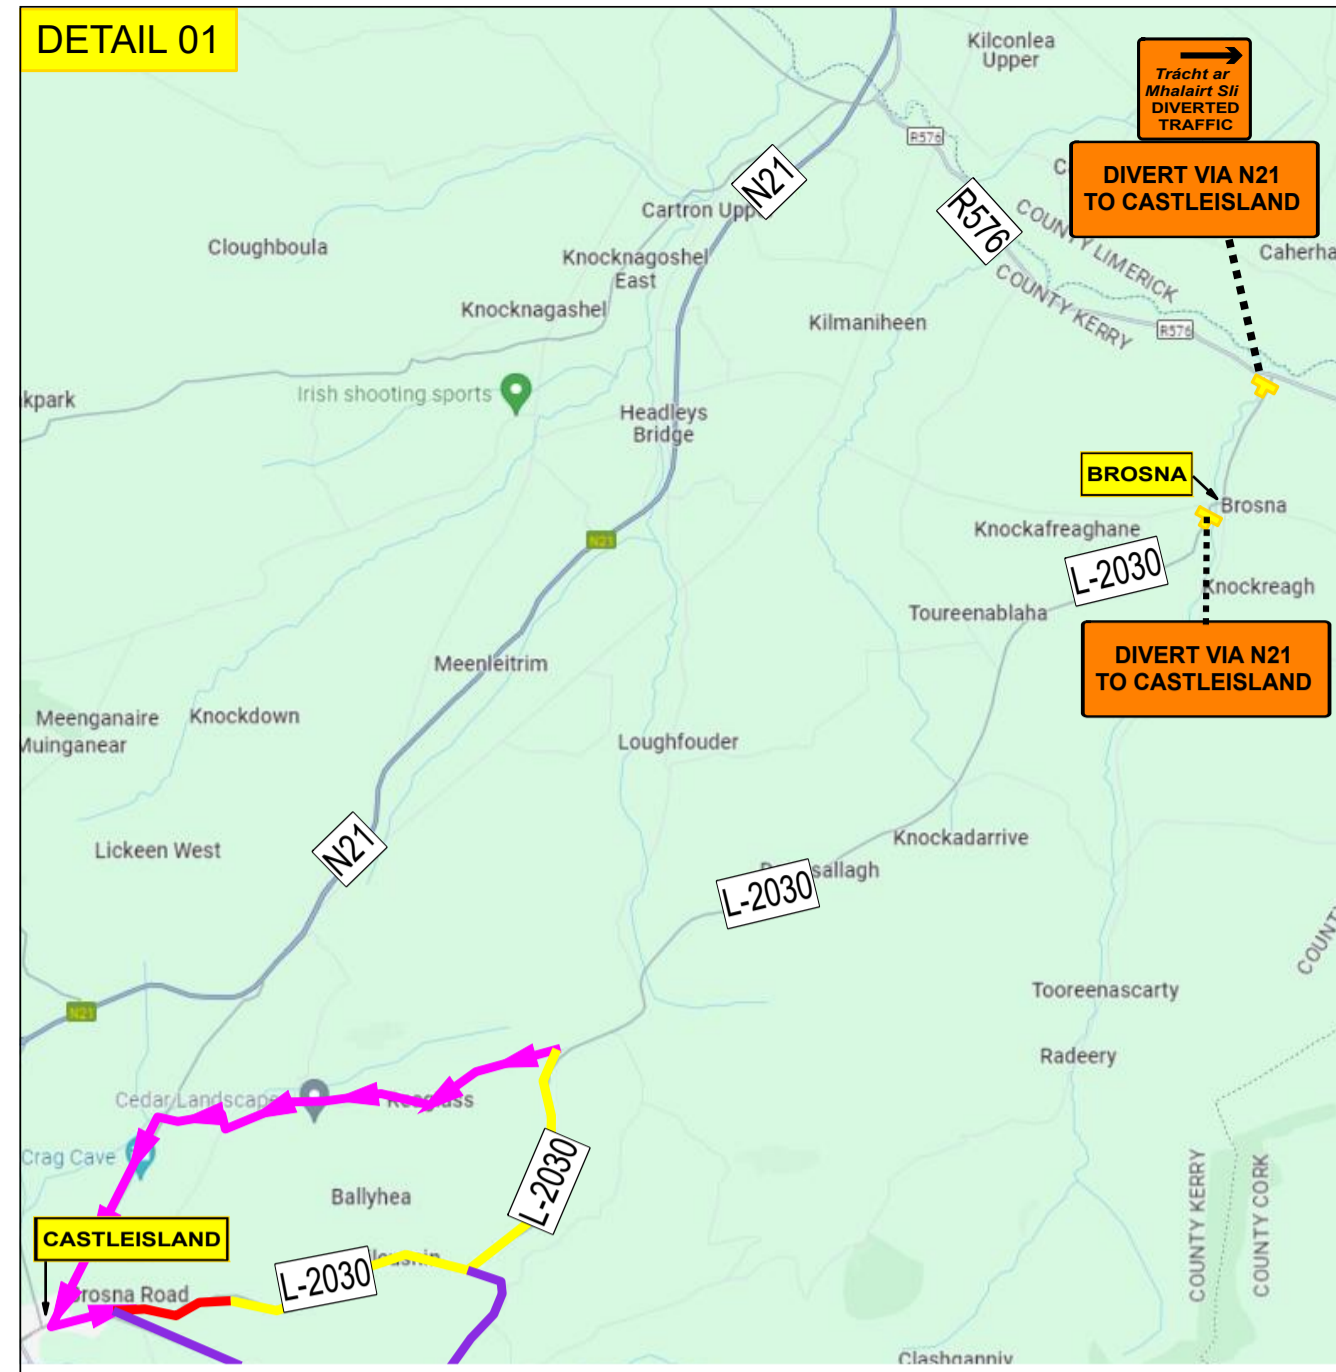 DETAIL 01
Kilconlea
Upper
Trácht ar
Mhalairt Sli
DIVERTED
TRAFFIC
R576
DIVERT VIA N21
TO CASTLEISLAND
N21
R576
Cartron Upp
COUNTY LIMERICK
COUNTY KERRY
Caherha
Cloughboula
Knocknagoshel
East
Knocknagashel
Kilmaniheen
R576
Irish shooting sports
kpark
Headleys
Bridge
BROSNA
Brosna
Knockafreaghane
N21
L-2030
Knockreagh
Toureenablaha
DIVERT VIA N21
TO CASTLEISLAND
Meenleitrim
Meenganaire
Knockdown
Muinganear
Loughfouder
Lickeen West
N21
Knockadarrive
sallagh
L-2030
COUNTY
Tooreenascarty
N21
Radeery
Cedar Landscape
Crag Cave
L-2030
Ballyhea
COUNTY KERRY
COUNTY CORK
CASTLEISLAND
L-2030
rosna Road
Clashganniv